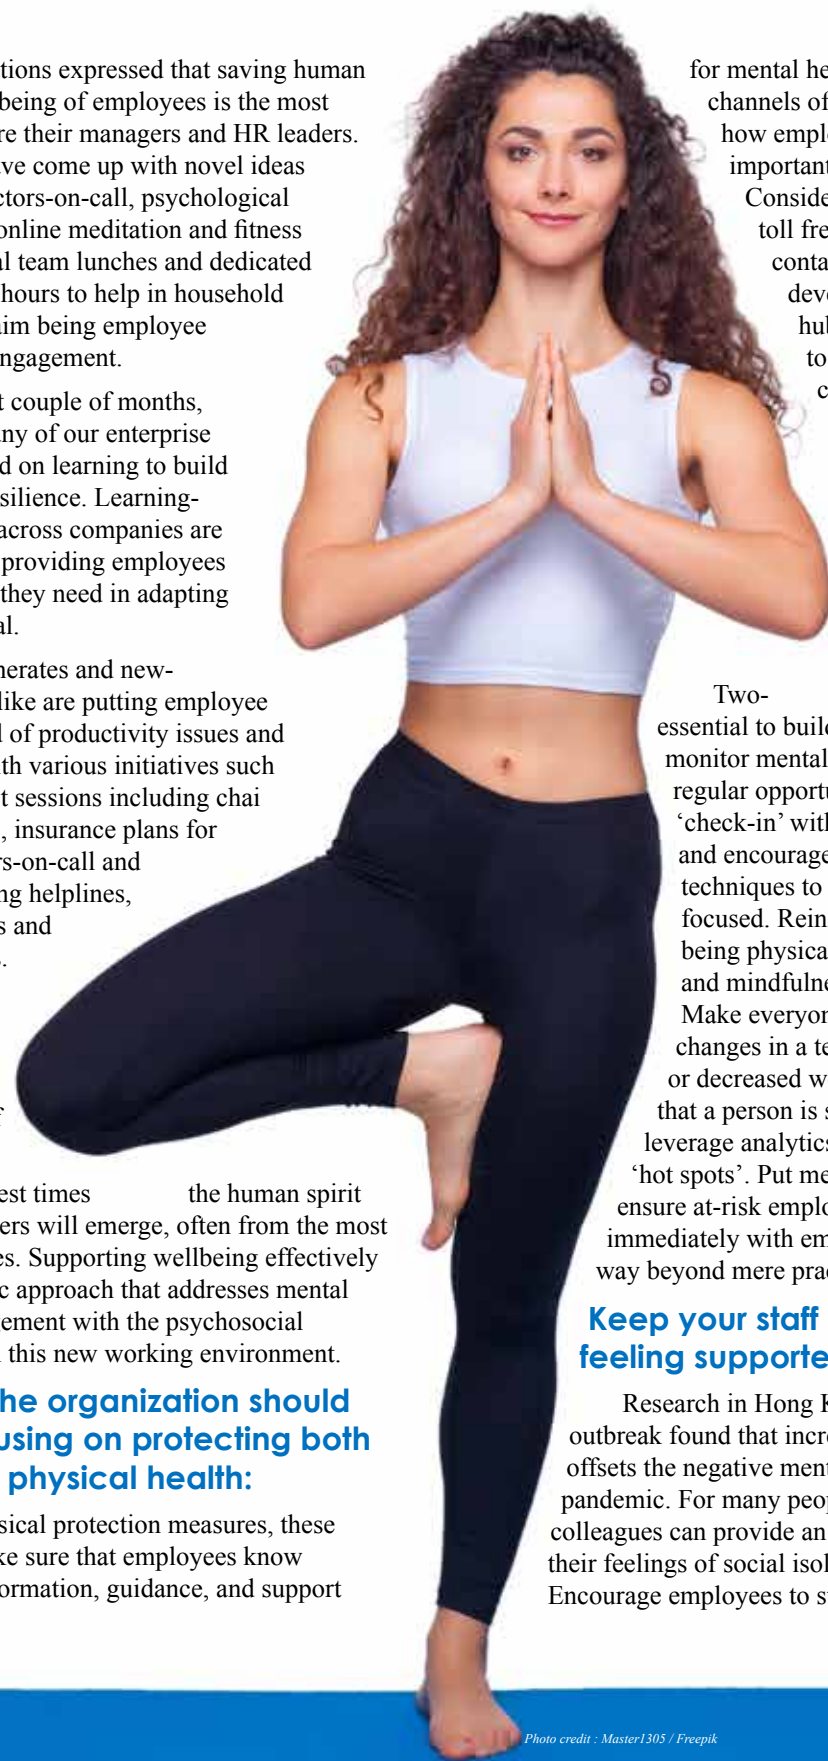 tions expressed that saving human
being of employees is the most
re their managers and HR leaders.
ve come up with novel ideas
ctors-on-call, psychological
online meditation and fitness
al team lunches and dedicated
hours to help in household
aim being employee
ngagement.
t couple of months,
any of our enterprise
d on learning to build
silience. Learning-
across companies are
providing employees
they need in adapting
al.
nerates and new-
like are putting employee
l of productivity issues and
th various initiatives such
t sessions including chai
, insurance plans for
rs-on-call and
ng helplines,
s and
.
f
est times the human spirit
ers will emerge, often from the most
es. Supporting wellbeing effectively
c approach that addresses mental
gement with the psychosocial
this new working environment.
he organization should
using on protecting both
physical health:
sical protection measures, these
ke sure that employees know
ormation, guidance, and support
for mental he
channels of
how emplo
important
Conside
toll fre
conta
deve
hub
to
c
Two-
essential to build
monitor mental
regular opportu
‘check-in’ with
and encourage
techniques to
focused. Rein
being physica
and mindfulne
Make everyon
changes in a te
or decreased w
that a person is s
leverage analytics
‘hot spots’. Put me
ensure at-risk emplo
immediately with em
way beyond mere prac
Keep your staff
feeling supporte
Research in Hong K
outbreak found that incre
offsets the negative ment
pandemic. For many peop
colleagues can provide an
their feelings of social isol
Encourage employees to s
Photo credit : Master1305 / Freepik